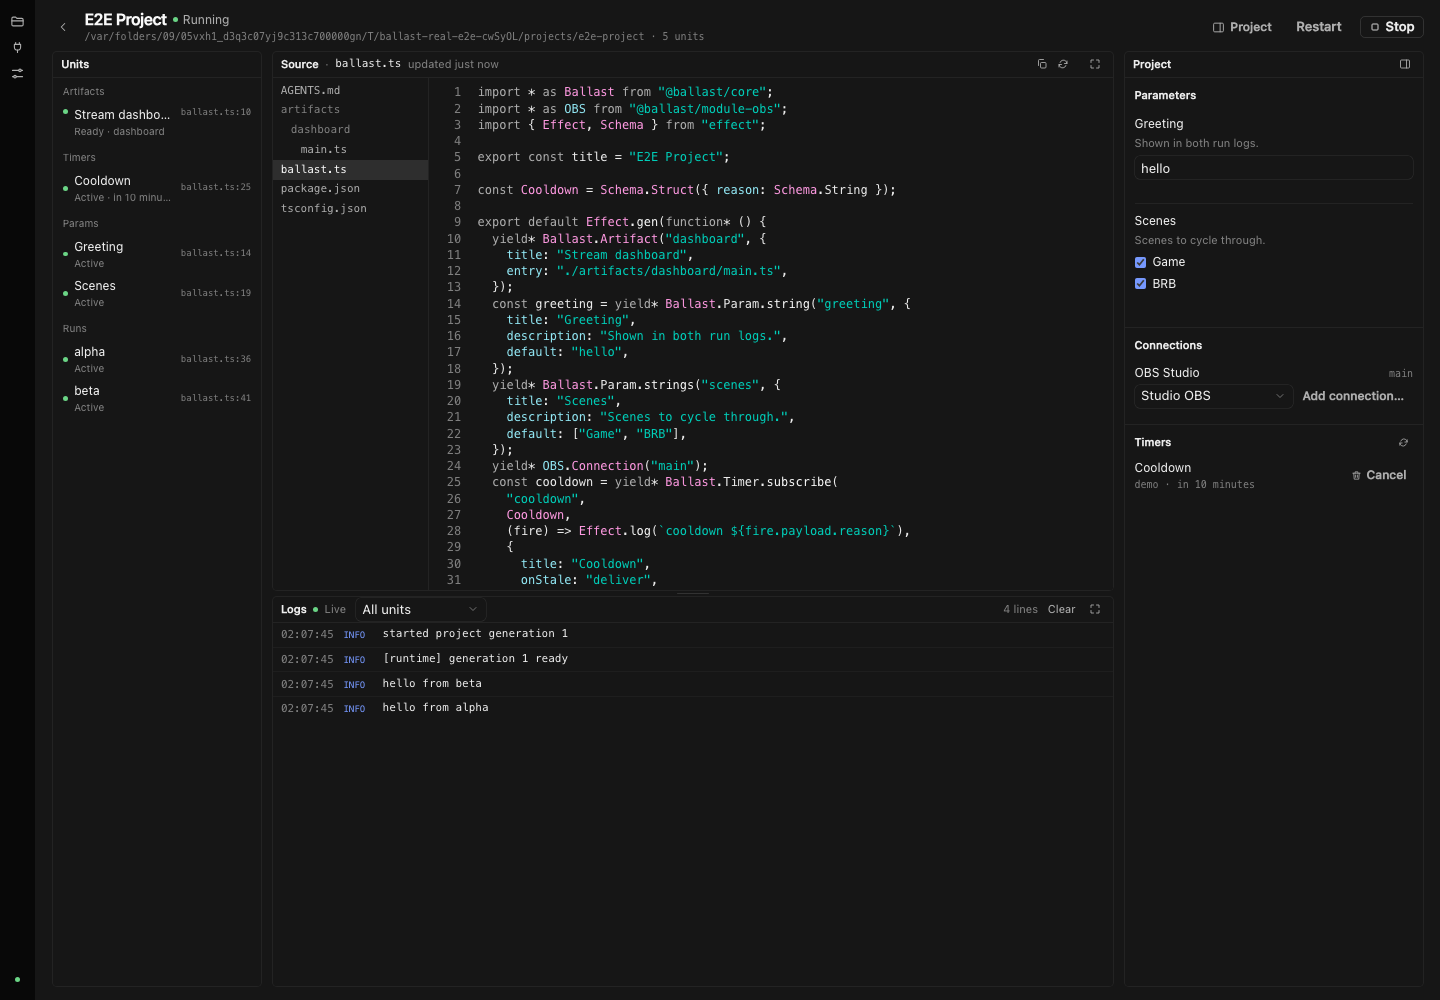 E2E Project Running
/var/folders/09/05vxh1_d3q3c07yj9c313c700000gn/T/ballast-real-e2e-cwSyOL/projects/e2e-project · 5 units
Project Restart Stop
Units
Artifacts
Stream dashbo... ballast.ts:10
Ready · dashboard
Timers
Cooldown ballast.ts:25
Active · in 10 minu...
Params
Greeting ballast.ts:14
Active
Scenes ballast.ts:19
Active
Runs
alpha ballast.ts:36
Active
beta ballast.ts:41
Active
Source · ballast.ts updated just now
AGENTS.md
artifacts
dashboard
main.ts
ballast.ts
package.json
tsconfig.json
1 import * as Ballast from "@ballast/core";
2 import * as OBS from "@ballast/module-obs";
3 import { Effect, Schema } from "effect";
4
5 export const title = "E2E Project";
6
7 const Cooldown = Schema.Struct({ reason: Schema.String });
8
9 export default Effect.gen(function* () {
10 yield* Ballast.Artifact("dashboard", {
11 title: "Stream dashboard",
12 entry: "./artifacts/dashboard/main.ts",
13 });
14 const greeting = yield* Ballast.Param.string("greeting", {
15 title: "Greeting",
16 description: "Shown in both run logs.",
17 default: "hello",
18 });
19 yield* Ballast.Param.strings("scenes", {
20 title: "Scenes",
21 description: "Scenes to cycle through.",
22 default: ["Game", "BRB"],
23 });
24 yield* OBS.Connection("main");
25 const cooldown = yield* Ballast.Timer.subscribe(
26 "cooldown",
27 Cooldown,
28 (fire) => Effect.log(`cooldown ${fire.payload.reason}`),
29 {
30 title: "Cooldown",
31 onStale: "deliver",
Logs Live All units 4 lines Clear
02:07:45 INFO started project generation 1
02:07:45 INFO [runtime] generation 1 ready
02:07:45 INFO hello from beta
02:07:45 INFO hello from alpha
Project
Parameters
Greeting
Shown in both run logs.
hello
Scenes
Scenes to cycle through.
Game
BRB
Connections
OBS Studio main
Studio OBS Add connection...
Timers
Cooldown
demo · in 10 minutes
Cancel